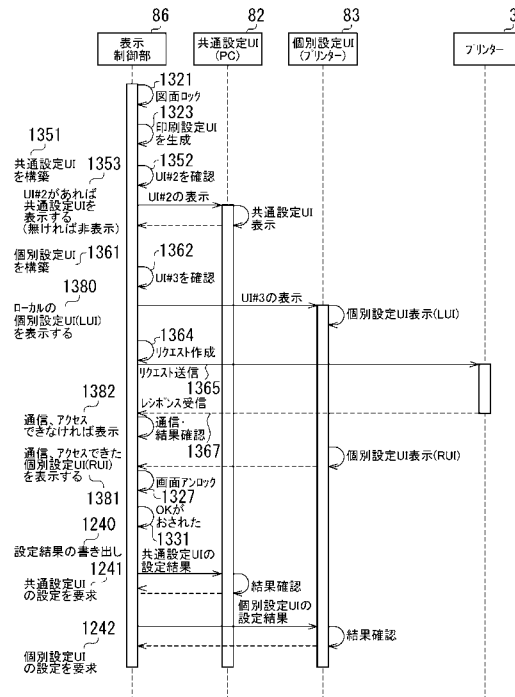 86
82
83
3
表示
制御部
共通設定UI
(PC)
個別設定UI
(プリンター)
プリンター
1321
図面ロック
1323
印刷設定UI
を生成
1351
共通設定UI
を構築
1353
1352
UI#2を確認
UI#2があれば
共通設定UIを
表示する
(無ければ非表示)
UI#2の表示
共通設定UI
表示
個別設定UI
を構築
1361
1362
UI#3を確認
1380
UI#3の表示
ローカルの
個別設定UI(LUI)
を表示する
個別設定UI表示(LUI)
1364
リクエスト作成
リクエスト送信
1365
1382
レシポンス受信
通信、アクセス
できなければ表示
通信・
結果確認
1367
通信、アクセスできた
個別設定UI(RUI)
を表示する
個別設定UI表示(RUI)
1381
画面アンロック
1327
OKが
おされた
1331
1240
設定結果の書き出し
共通設定UIの
設定結果
1241
共通設定UI
の設定を要求
結果確認
個別設定UIの
設定結果
1242
個別設定UI
の設定を要求
結果確認